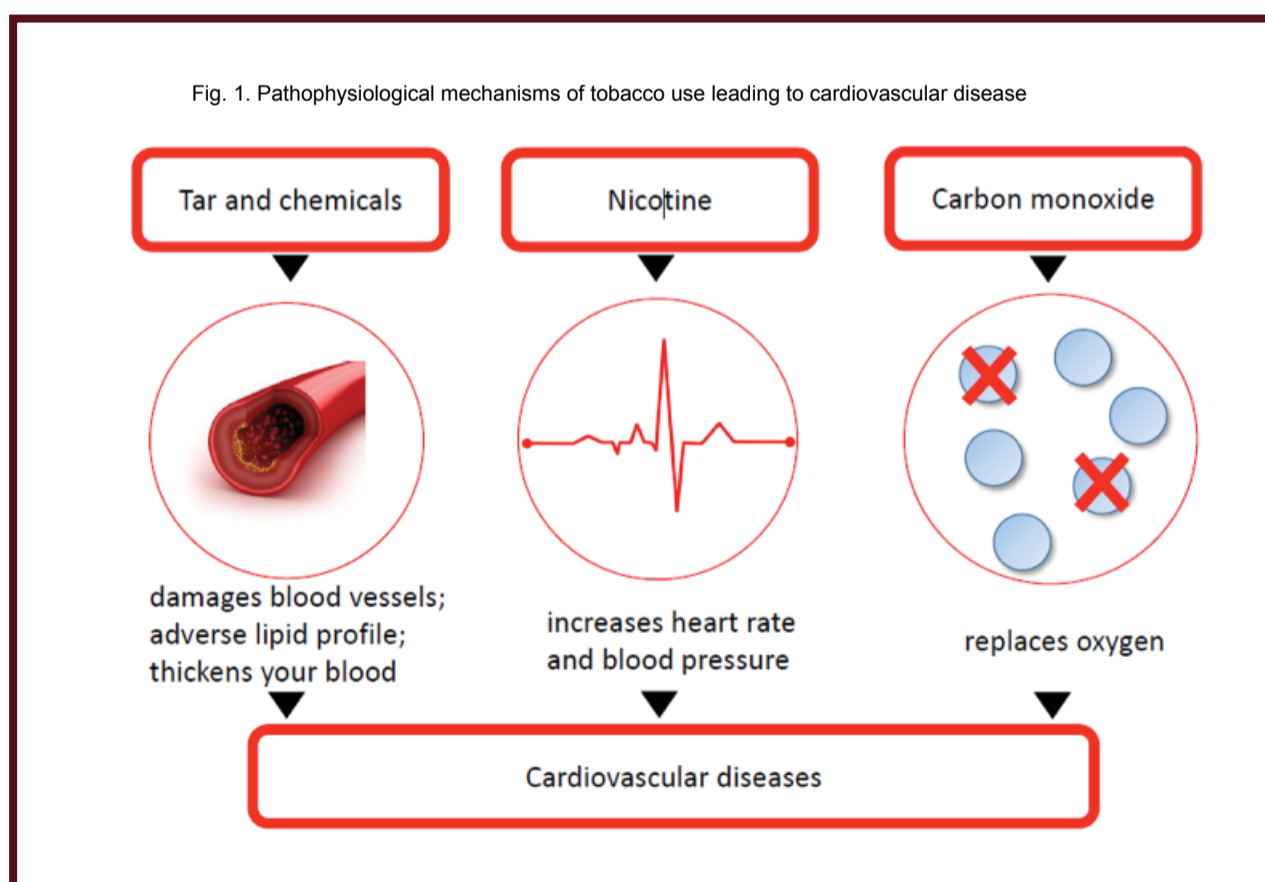 Fig. 1. Pathophysiological mechanisms of tobacco use leading to cardiovascular disease
Tar and chemicals
Nicotine
Carbon monoxide
damages blood vessels;
adverse lipid profile;
thickens your blood
increases heart rate
and blood pressure
replaces oxygen
Cardiovascular diseases